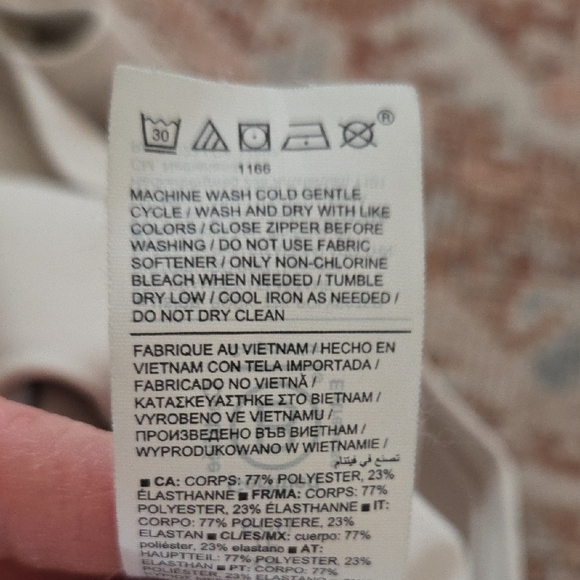 30 ®
1166
MACHINE WASH COLD GENTLE
CYCLE / WASH AND DRY WITH LIKE
COLORS / CLOSE ZIPPER BEFORE
WASHING / DO NOT USE FABRIC
SOFTENER / ONLY NON-CHLORINE
BLEACH WHEN NEEDED / TUMBLE
DRY LOW / COOL IRON AS NEEDED /
DO NOT DRY CLEAN
FABRIQUE AU VIETNAM / HECHO EN
VIETNAM CON TELA IMPORTADA /
FABRICADO NO VIETNÃ /
ΚΑΤΑΣΚΕΥΑΣΤΗΚΕ ΣΤΟ ΒΙΕΤΝΑΜ /
VYROBENO VE VIETNAMU /
ПРОИЗВЕДЕНО ВЪВ ВИЕТНАМ /
WYPRODUKOWANO W WIETNAMIE /
تصنع في فيتنام
■ CA: CORPS: 77% POLYESTER, 23%
ÉLASTHANNE ■ FR/MA: CORPS: 77%
POLYESTER, 23% ÉLASTHANNE ■ IT:
CORPO: 77% POLIESTERE, 23%
ELASTAN ■ CL/ES/MX: cuerpo: 77%
poliéster, 23% elastano ■ AT:
HAUPTTEIL: 77% POLYESTER, 23%
ELASTHAN ■ PT: CORPO: 77%